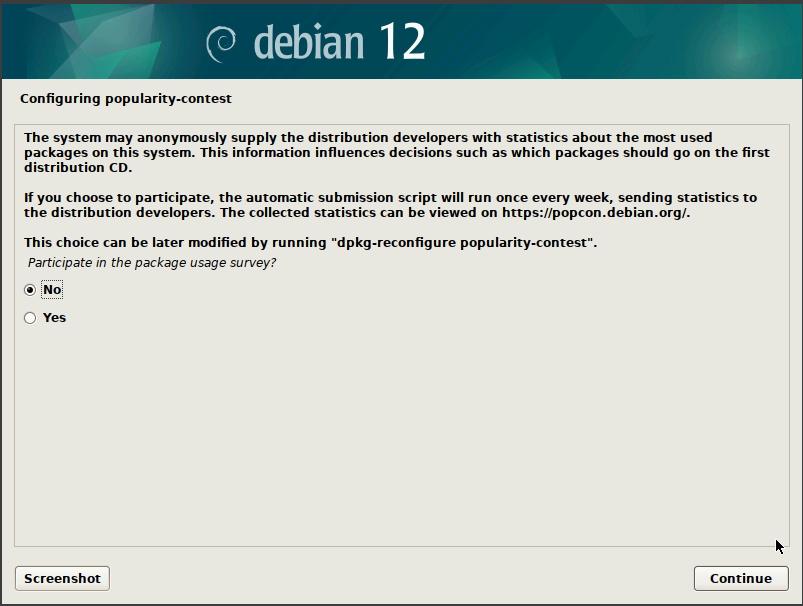 debian 12
Configuring popularity-contest
The system may anonymously supply the distribution developers with statistics about the most used
packages on this system. This information influences decisions such as which packages should go on the first
distribution CD.
If you choose to participate, the automatic submission script will run once every week, sending statistics to
the distribution developers. The collected statistics can be viewed on https://popcon.debian.org/.
This choice can be later modified by running "dpkg-reconfigure popularity-contest".
Participate in the package usage survey?
No
Yes
Screenshot
Continue